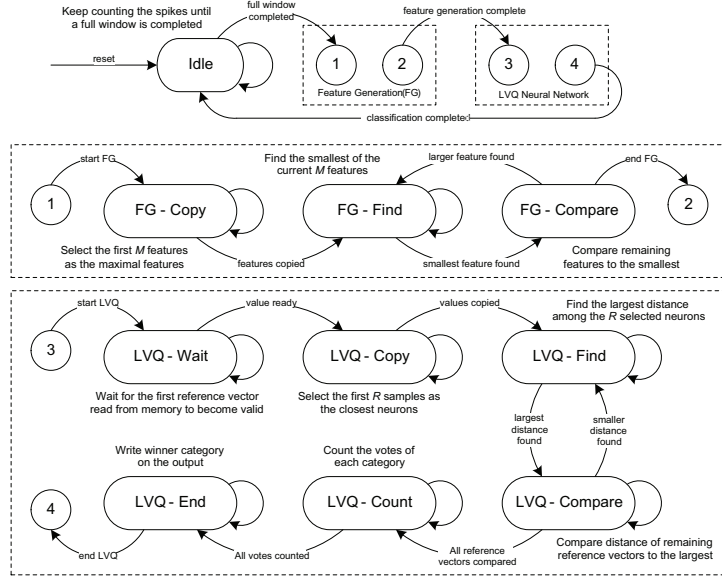 Keep counting the spikes until
a full window is completed
full window
completed
feature generation complete
reset
Idle
1
2
3
4
Feature Generation(FG)
LVQ Neural Network
classification completed
start FG
Find the smallest of the
current M features
larger feature found
end FG
1
FG - Copy
FG - Find
FG - Compare
2
Select the first M features
as the maximal features
features copied
smallest feature found
Compare remaining
features to the smallest
start LVQ
value ready
values copied
Find the largest distance
among the R selected neurons
3
LVQ - Wait
LVQ - Copy
LVQ - Find
Wait for the first reference vector
read from memory to become valid
Select the first R samples as
the closest neurons
largest
distance
found
smaller
distance
found
Write winner category
on the output
Count the votes of
each category
4
LVQ - End
LVQ - Count
LVQ - Compare
end LVQ
All votes counted
All reference
vectors compared
Compare distance of remaining
reference vectors to the largest